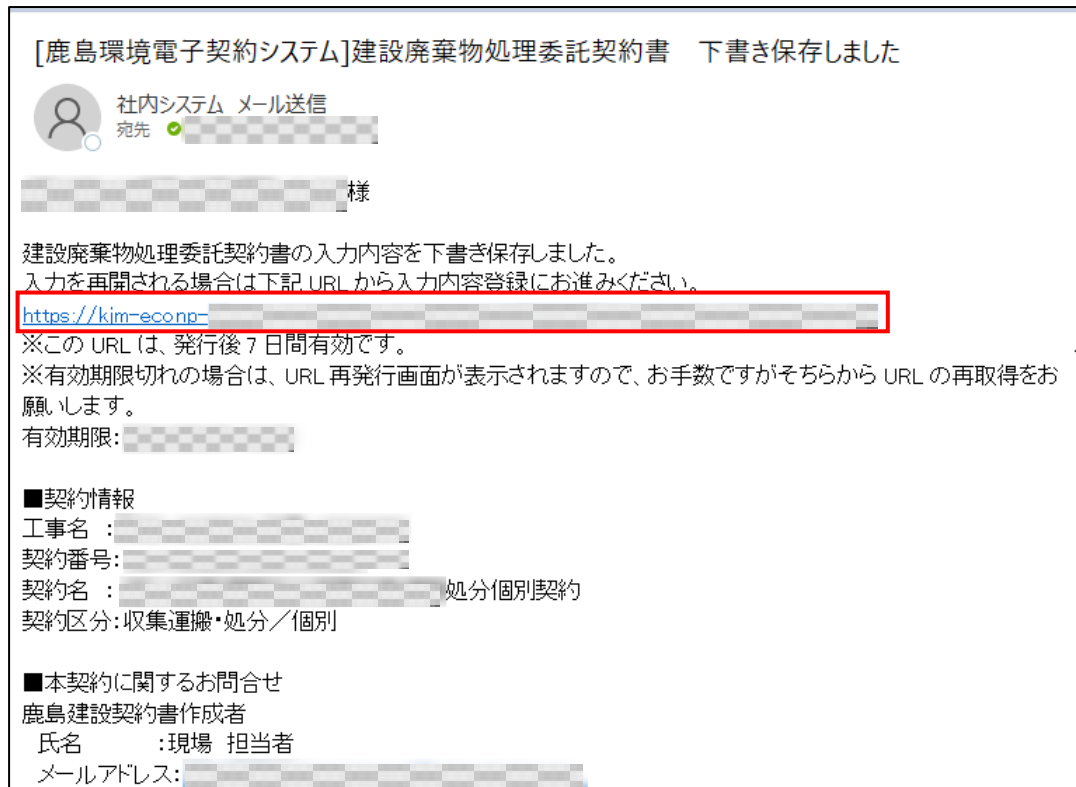 [鹿島環境電子契約システム]建設廃棄物処理委託契約書　下書き保存しました
社内システム メール送信
宛先
様
建設廃棄物処理委託契約書の入力内容を下書き保存しました。
入力を再開される場合は下記 URL から入力内容登録にお進みください。
https://kjm-econp-
※この URL は、発行後 7 日間有効です。
※有効期限切れの場合は、URL 再発行画面が表示されますので、お手数ですがそちらから URL の再取得をお
願いします。
有効期限:
■契約情報
工事名 :
契約番号:
契約名 : 処分個別契約
契約区分:収集運搬・処分／個別
■本契約に関するお問合せ
鹿島建設契約書作成者
氏名 :現場 担当者
メールアドレス: